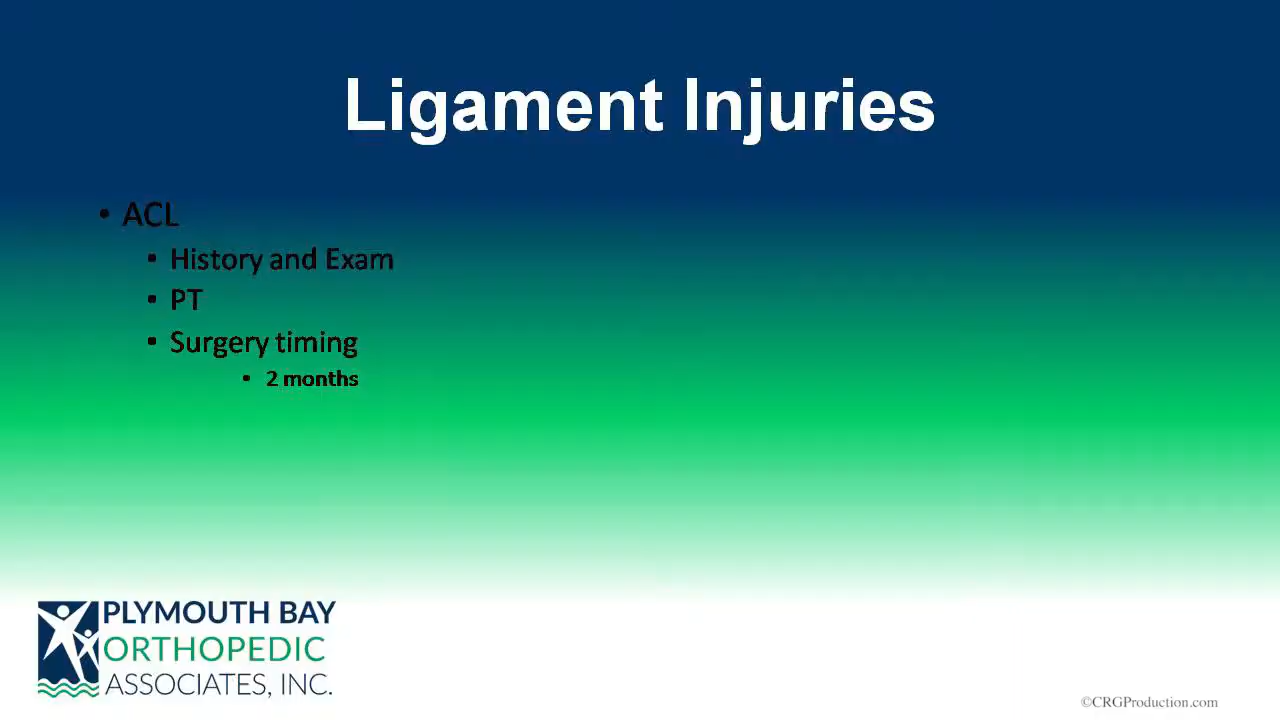 Ligament Injuries
• ACL
• History and Exam
• PT
• Surgery timing
• 2 months
PLYMOUTH BAY
ORTHOPEDIC
ASSOCIATES, INC.
©CRGProduction.com